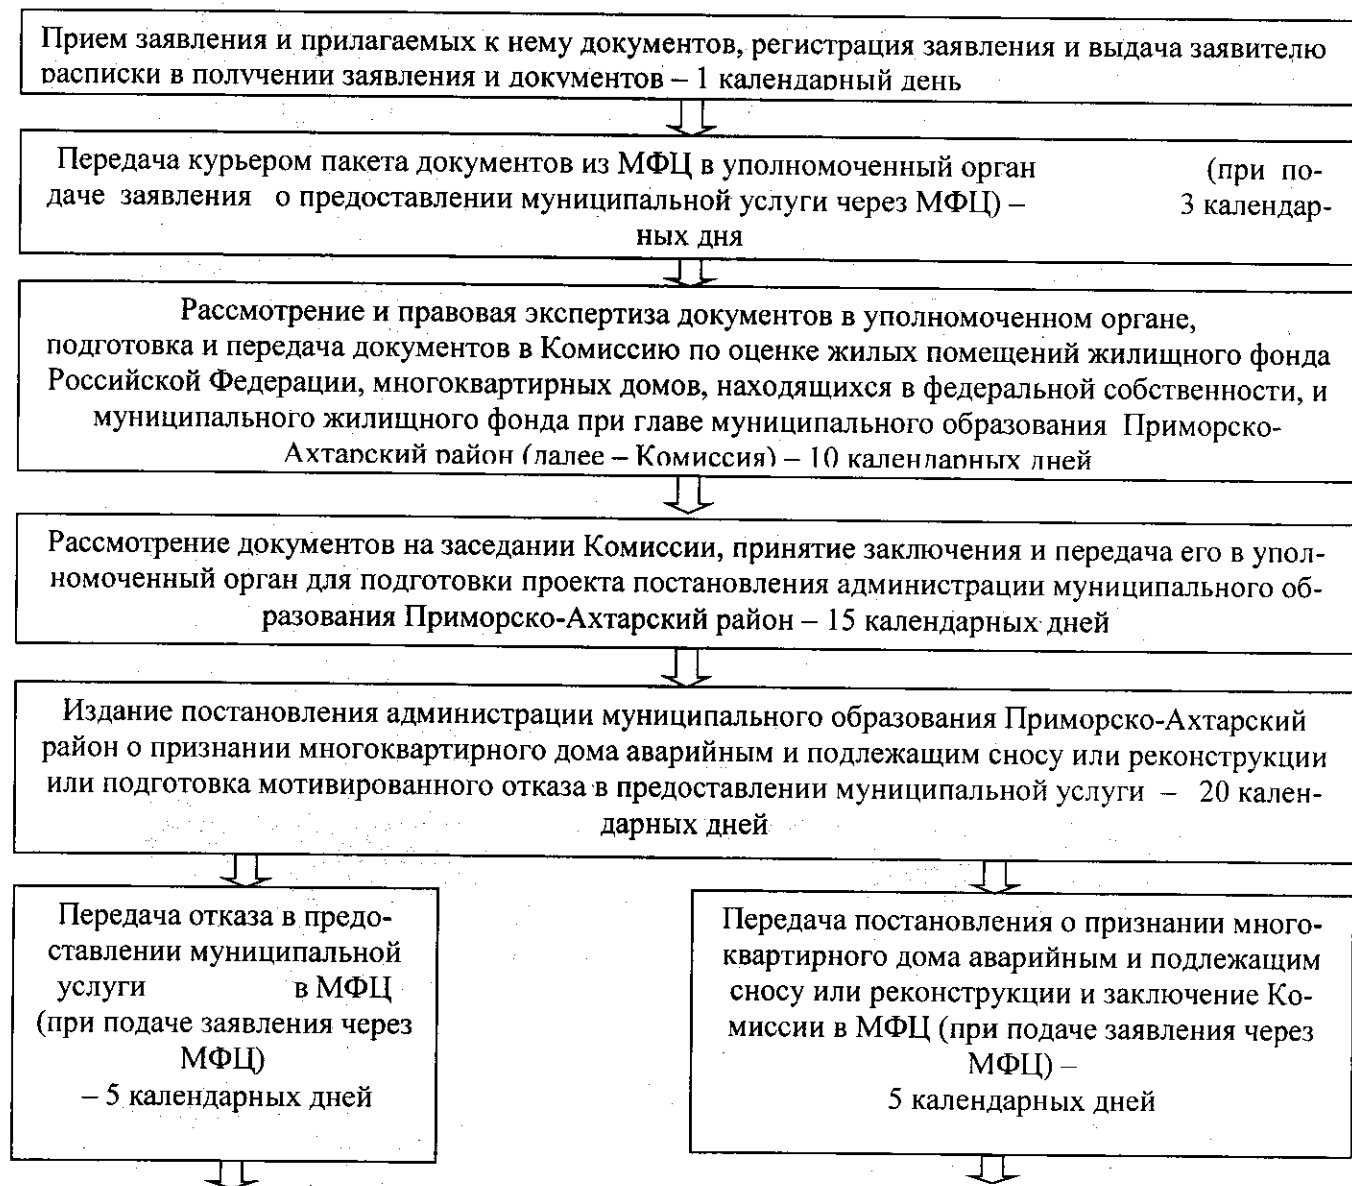 Прием заявления и прилагаемых к нему документов, регистрация заявления и выдача заявителю
расписки в получении заявления и документов – 1 календарный день
Передача курьером пакета документов из МФЦ в уполномоченный орган (при по-
даче заявления о предоставлении муниципальной услуги через МФЦ) – 3 календар-
ных дня
Рассмотрение и правовая экспертиза документов в уполномоченном органе,
подготовка и передача документов в Комиссию по оценке жилых помещений жилищного фонда
Российской Федерации, многоквартирных домов, находящихся в федеральной собственности, и
муниципального жилищного фонда при главе муниципального образования Приморско-
Ахтарский район (далее – Комиссия) – 10 календарных дней
Рассмотрение документов на заседании Комиссии, принятие заключения и передача его в упол-
номоченный орган для подготовки проекта постановления администрации муниципального об-
разования Приморско-Ахтарский район – 15 календарных дней
Издание постановления администрации муниципального образования Приморско-Ахтарский
район о признании многоквартирного дома аварийным и подлежащим сносу или реконструкции
или подготовка мотивированного отказа в предоставлении муниципальной услуги – 20 кален-
дарных дней
Передача отказа в предо-
ставлении муниципальной
услуги в МФЦ
(при подаче заявления через
МФЦ)
– 5 календарных дней
Передача постановления о признании много-
квартирного дома аварийным и подлежащим
сносу или реконструкции и заключение Ко-
миссии в МФЦ (при подаче заявления через
МФЦ) –
5 календарных дней